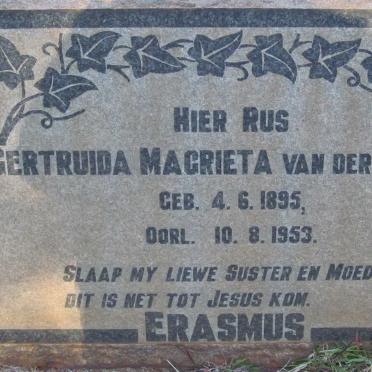 HIER RUS
GERTRUIDA MAGRIETA VAN DER
GEB. 4. 6. 1895,
OORL. 10. 8. 1953.
SLAAP MY LIEWE SUSTER EN MOED
DIT IS NET TOT JESUS KOM.
ERASMUS